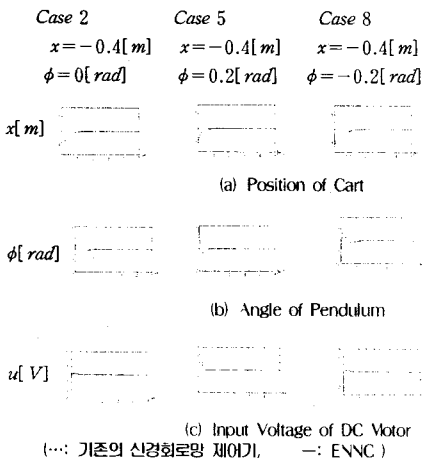 Case 2 Case 5 Case 8
x=−0.4[m] x=−0.4[m] x=−0.4[m]
ϕ=0[rad] ϕ=0.2[rad] ϕ=−0.2[rad]
x[m]
(a) Position of Cart
ϕ[rad]
(b) Angle of Pendulum
u[V]
(c) Input Voltage of DC Motor
(···: 기존의 신경회로망 제어기, —: ENNC )